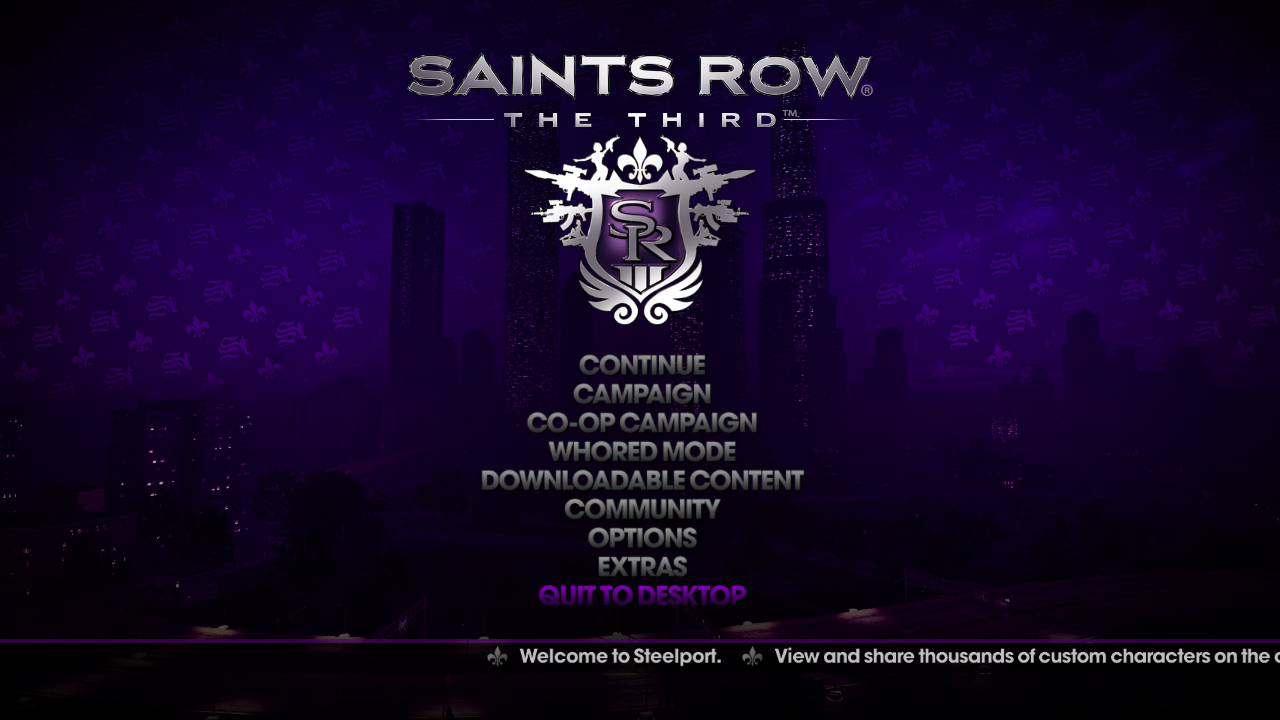 SAINTS ROW®
THE THIRD™
SR
III
CONTINUE
CAMPAIGN
CO-OP CAMPAIGN
WHORED MODE
DOWNLOADABLE CONTENT
COMMUNITY
OPTIONS
EXTRAS
QUIT TO DESKTOP
Welcome to Steelport. View and share thousands of custom characters on the